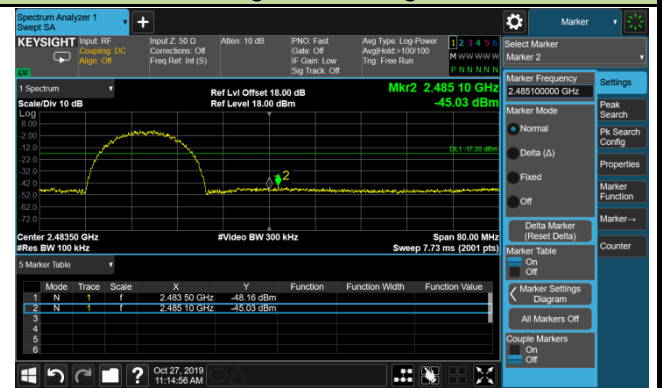 Spectrum Analyzer 1
Swept SA
Marker
KEYSIGHT
Input: RF
Coupling: DC
Align: Off
Input Z: 50 Ω
Corrections: Off
Freq Ref: Int (S)
Atten: 10 dB
PNO: Fast
Gate: Off
IF Gain: Low
Sig Track: Off
Avg Type: Log-Power
Avg|Hold:>100/100
Trig: Free Run
1 2 3 4 5 6
M W W W W W
P N N N N N
LVI
1 Spectrum
Scale/Div 10 dB
Ref Lvl Offset 18.00 dB
Ref Level 18.00 dBm
Mkr2 2.485 10 GHz
-45.03 dBm
Log
8.00
-2.00
-12.0
-22.0
-32.0
-42.0
-52.0
-62.0
-72.0
DL1 -17.20 dBm
2
Center 2.48350 GHz
#Res BW 100 kHz
#Video BW 300 kHz
Span 80.00 MHz
Sweep 7.73 ms (2001 pts)
5 Marker Table
Mode Trace Scale X Y Function Function Width Function Value
1 N 1 f 2.483 50 GHz -48.16 dBm
2 N 1 f 2.485 10 GHz -45.03 dBm
3
4
5
6
Oct 27, 2019
11:14:56 AM
Select Marker
Marker 2
Marker Frequency
2.485100000 GHz
Marker Mode
Normal
Delta (Δ)
Fixed
Off
Delta Marker
(Reset Delta)
Marker Table
On
Off
Marker Settings
Diagram
All Markers Off
Couple Markers
On
Off
Settings
Peak
Search
Pk Search
Config
Properties
Marker
Function
Marker→
Counter